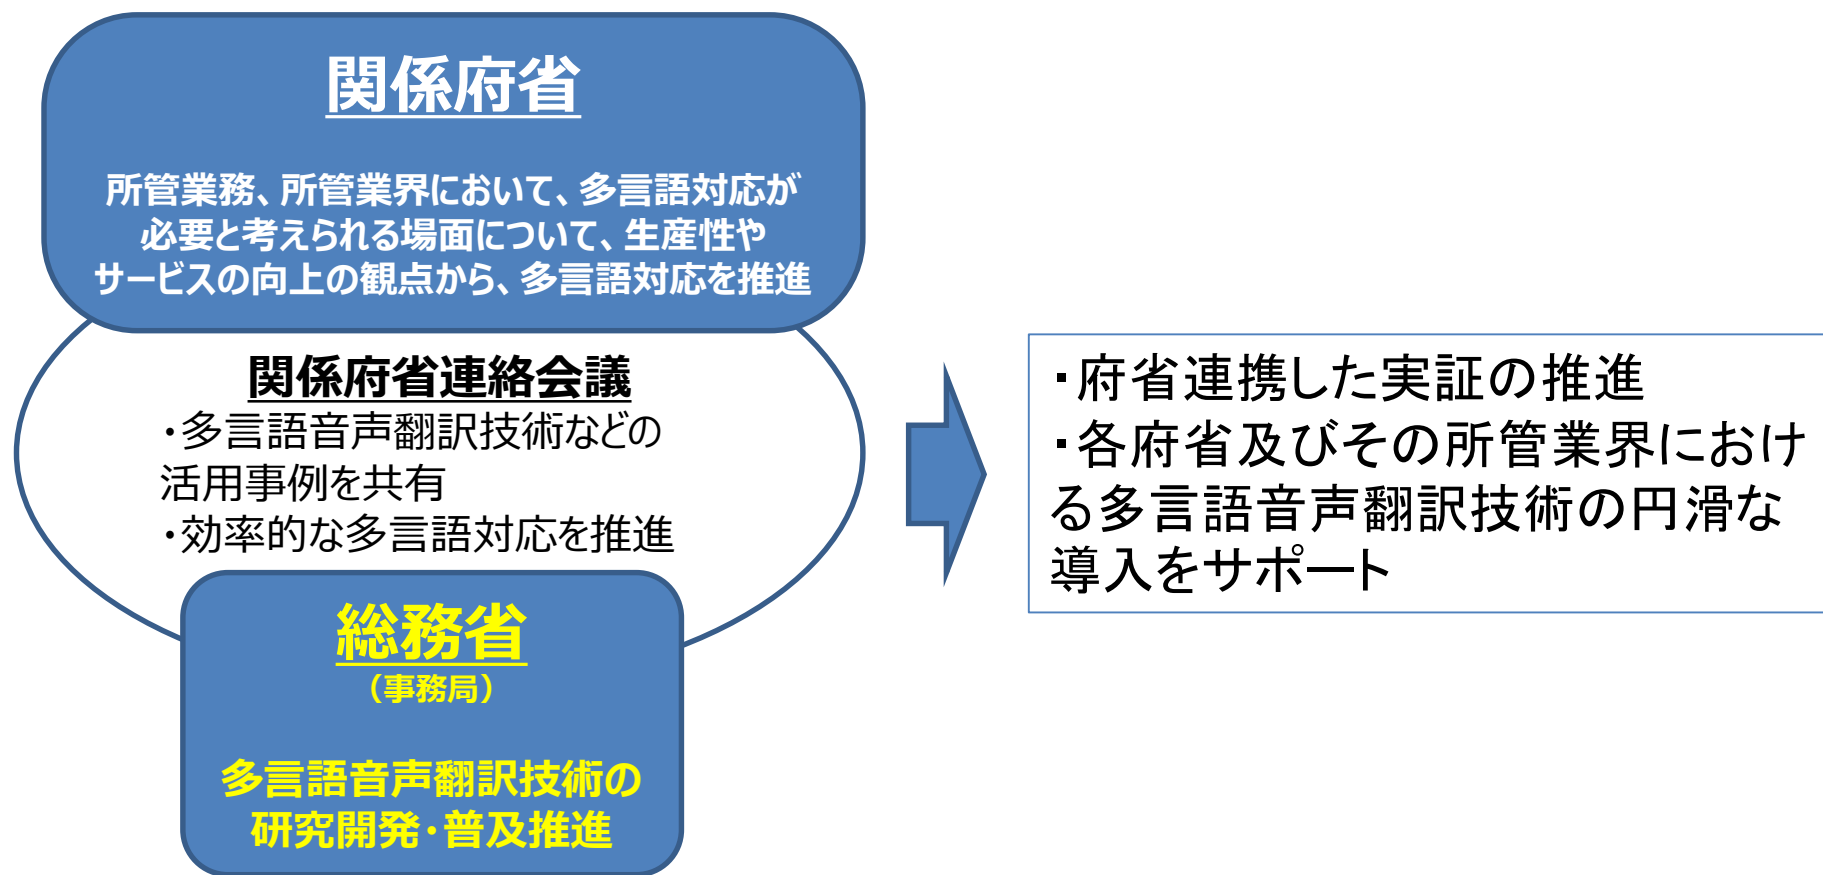 関係府省
所管業務、所管業界において、多言語対応が
必要と考えられる場面について、生産性や
サービスの向上の観点から、多言語対応を推進
関係府省連絡会議
・多言語音声翻訳技術などの
活用事例を共有
・効率的な多言語対応を推進
総務省
（事務局）
多言語音声翻訳技術の
研究開発・普及推進
・府省連携した実証の推進
・各府省及びその所管業界におけ
る多言語音声翻訳技術の円滑な
導入をサポート